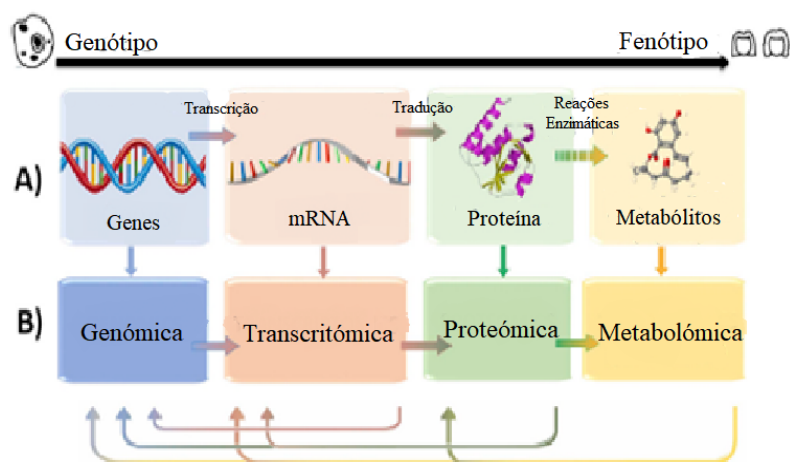 Genótipo
Fenótipo
Transcrição
Tradução
Reações
Enzimáticas
A)
Genes
mRNA
Proteína
Metabólitos
B)
Genómica
Transcritómica
Proteómica
Metabolómica